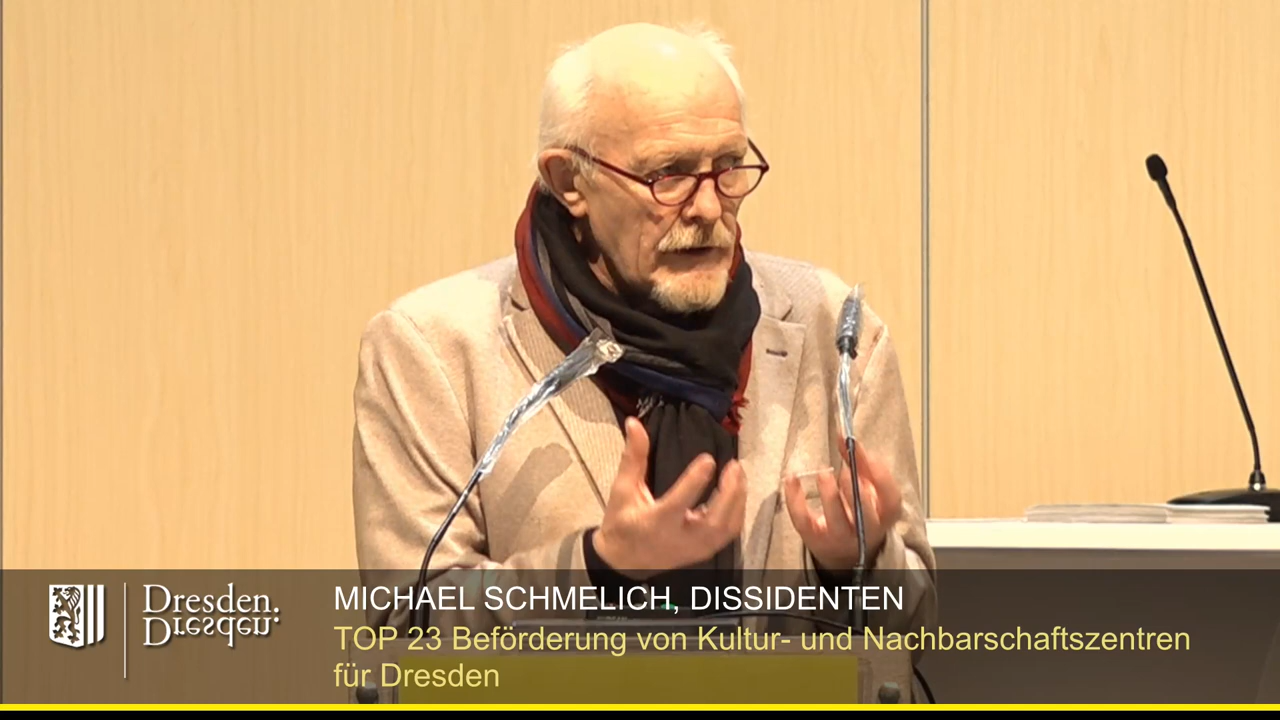 Dresden.
Dresden.
MICHAEL SCHMELICH, DISSIDENTEN
TOP 23 Beförderung von Kultur- und Nachbarschaftszentren
für Dresden